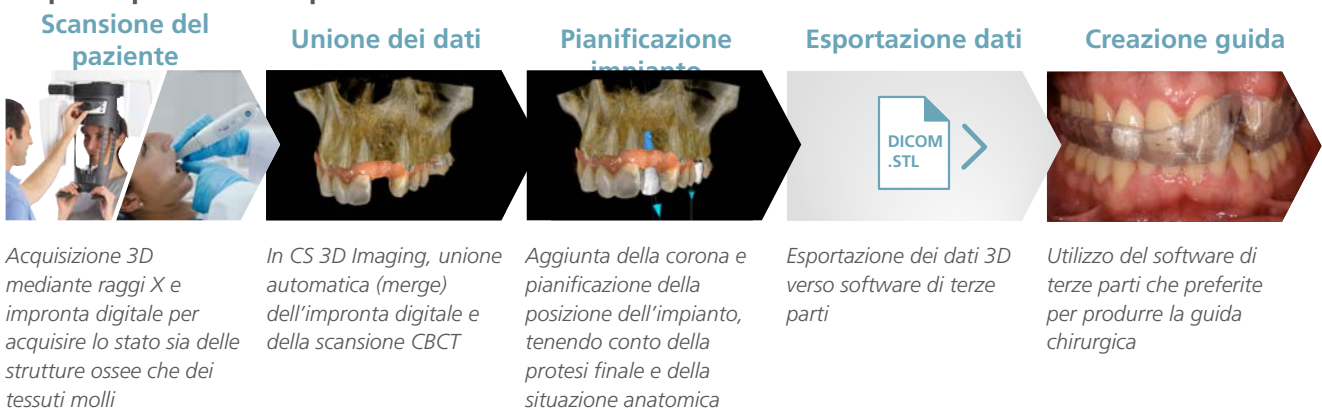 Scansione del
paziente
Unione dei dati
Pianificazione
impianto
Esportazione dati
Creazione guida
DICOM
.STL
Acquisizione 3D
mediante raggi X e
impronta digitale per
acquisire lo stato sia delle
strutture ossee che dei
tessuti molli
In CS 3D Imaging, unione
automatica (merge)
dell'impronta digitale e
della scansione CBCT
Aggiunta della corona e
pianificazione della
posizione dell'impianto,
tenendo conto della
protesi finale e della
situazione anatomica
Esportazione dei dati 3D
verso software di terze
parti
Utilizzo del software di
terze parti che preferite
per produrre la guida
chirurgica